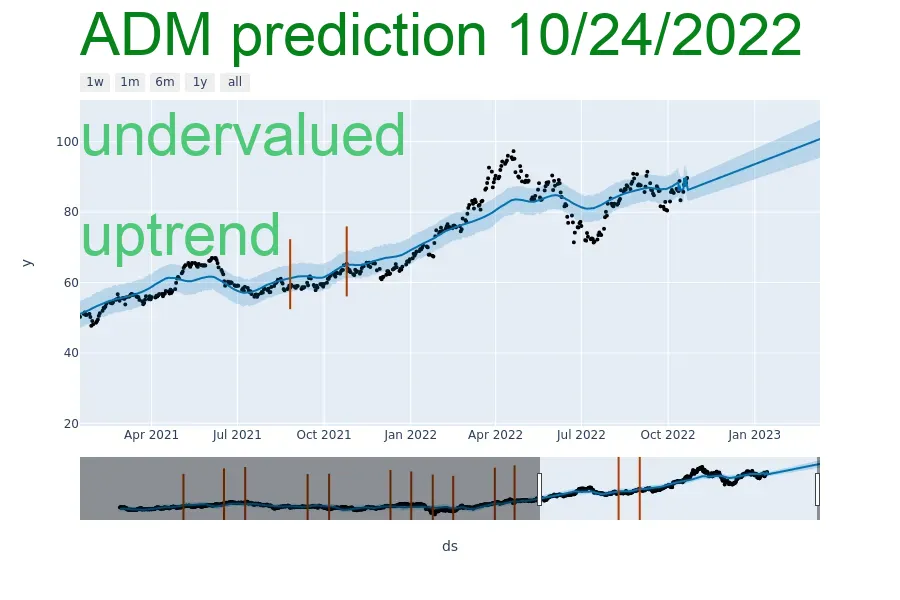 ADM prediction 10/24/2022
1w 1m 6m 1y all
undervalued
uptrend
100
80
60
40
20
y
Apr 2021 Jul 2021 Oct 2021 Jan 2022 Apr 2022 Jul 2022 Oct 2022 Jan 2023
ds